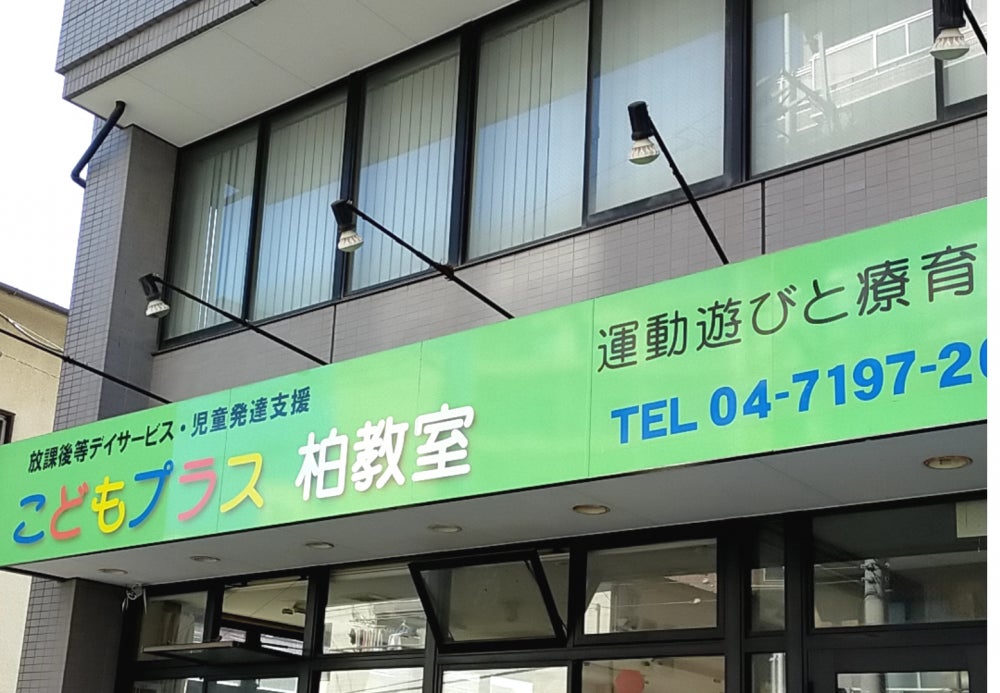 放課後等デイサービス・児童発達支援
こどもプラス 柏教室
運動遊びと療育
TEL 04-7197-20